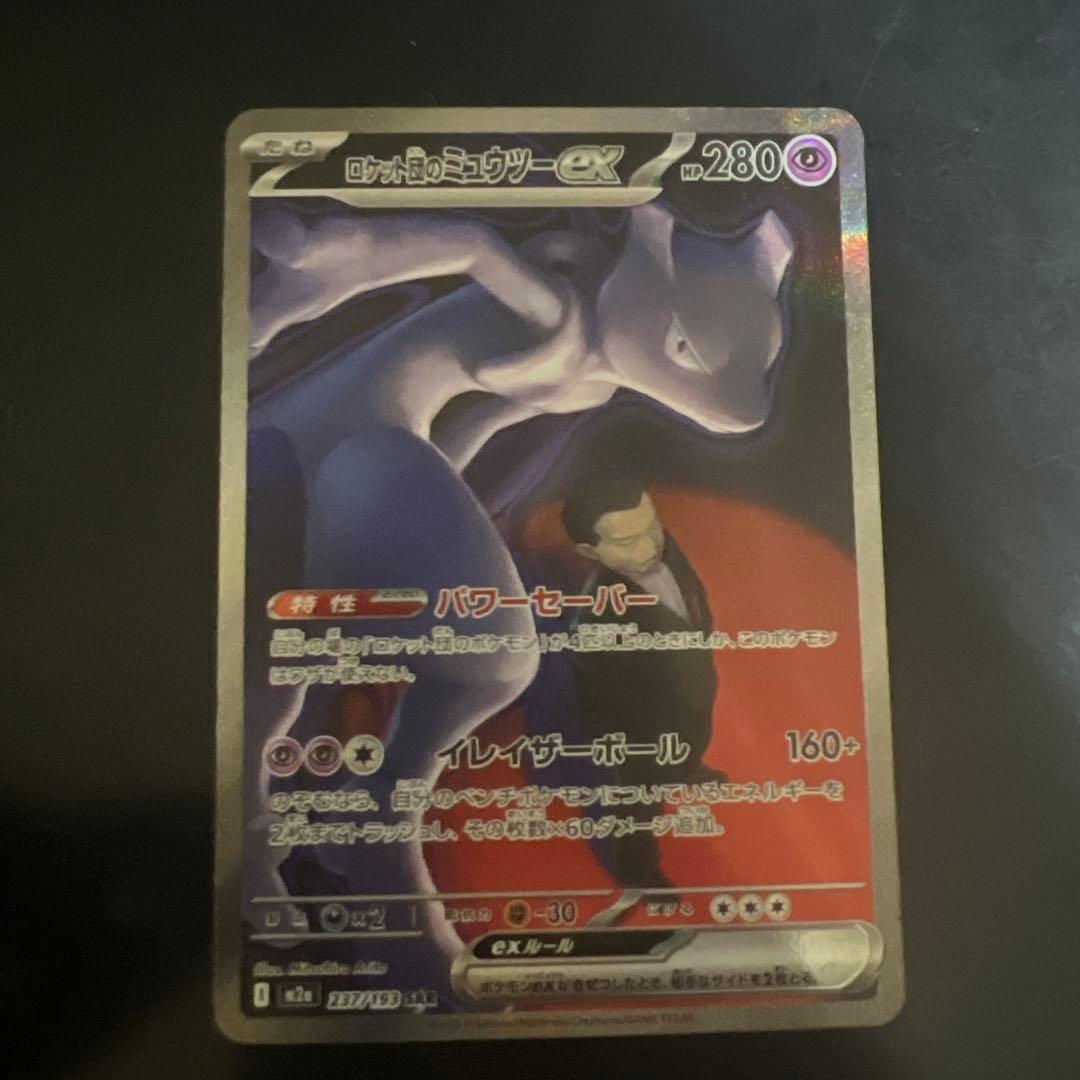 たね
ロケット団のミュウツーex
HP280
特性 パワーセーバー
自分の場の「ロケット団のポケモン」が4匹以上のときにしか、このポケモン
はワザが使えない。
イレイザーボール 160+
のぞむなら、自分のベンチポケモンについているエネルギーを
2枚までトラッシュし、その枚数×60ダメージ追加。
弱点 ×2 抵抗力 -30 にげる
exルール
ポケモンexがきぜつしたとき、相手はサイドを2枚とる。
Illus.
I m2a 237/193 SAR
/Nintendo/Creatures/GAME FREAK